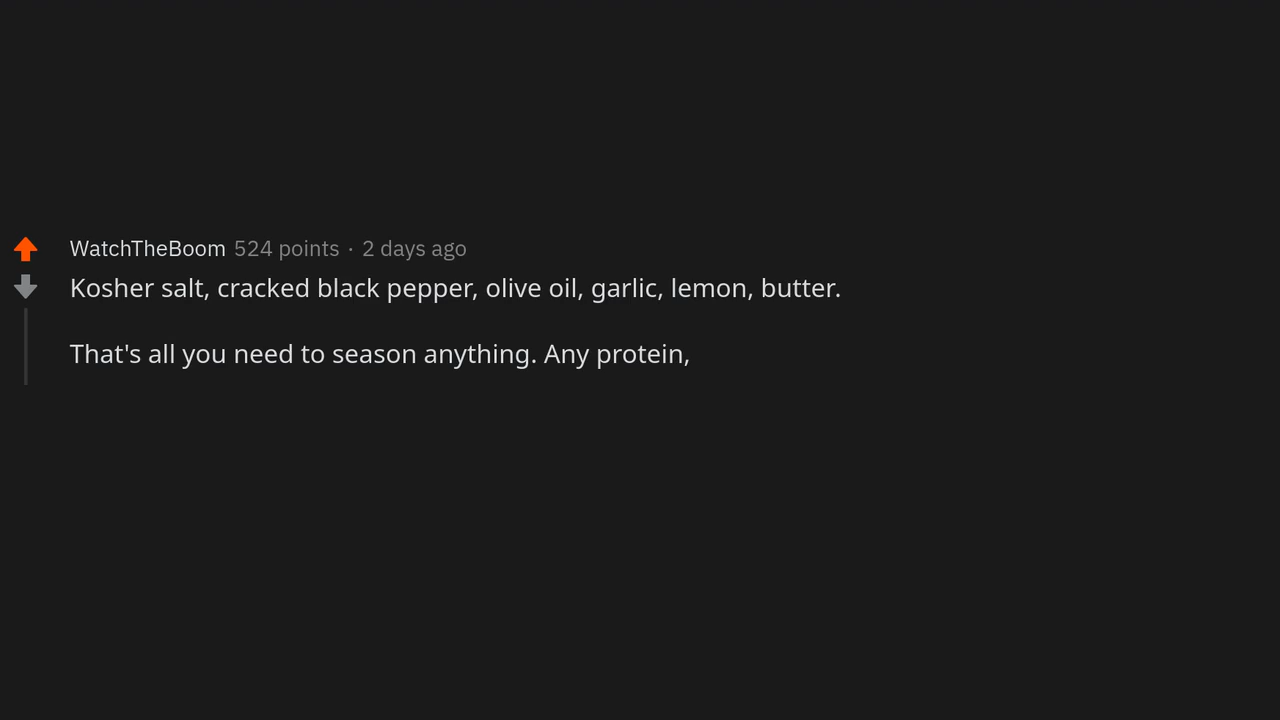 WatchTheBoom 524 points · 2 days ago
Kosher salt, cracked black pepper, olive oil, garlic, lemon, butter.
That's all you need to season anything. Any protein,